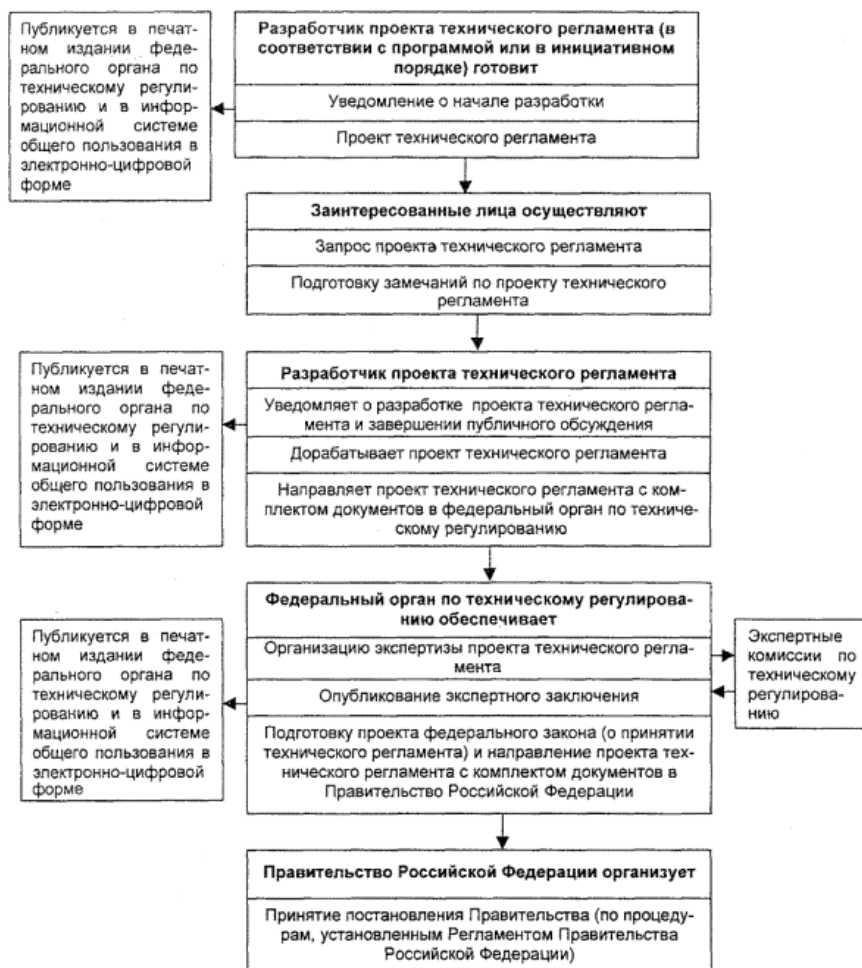 Публикуется в печат-
ном издании феде-
рального органа по
техническому регули-
рованию и в инфор-
мационной системе
общего пользования в
электронно-цифровой
форме
Разработчик проекта технического регламента (в
соответствии с программой или в инициативном
порядке) готовит
Уведомление о начале разработки
Проект технического регламента
Заинтересованные лица осуществляют
Запрос проекта технического регламента
Подготовку замечаний по проекту технического
регламента
Публикуется в печат-
ном издании феде-
рального органа по
техническому регули-
рованию и в инфор-
мационной системе
общего пользования в
электронно-цифровой
форме
Разработчик проекта технического регламента
Уведомляет о разработке проекта технического регла-
мента и завершении публичного обсуждения
Дорабатывает проект технического регламента
Направляет проект технического регламента с ком-
плектом документов в федеральный орган по техниче-
скому регулированию
Публикуется в печат-
ном издании феде-
рального органа по
техническому регули-
рованию и в инфор-
мационной системе
общего пользования в
электронно-цифровой
форме
Федеральный орган по техническому регулирова-
нию обеспечивает
Организацию экспертизы проекта технического регла-
мента
Опубликование экспертного заключения
Подготовку проекта федерального закона (о принятии
технического регламента) и направление проекта тех-
нического регламента с комплектом документов в
Правительство Российской Федерации
Экспертные
комиссии по
техническому
регулирова-
нию
Правительство Российской Федерации организует
Принятие постановления Правительства (по процеду-
рам, установленным Регламентом Правительства
Российской Федерации)